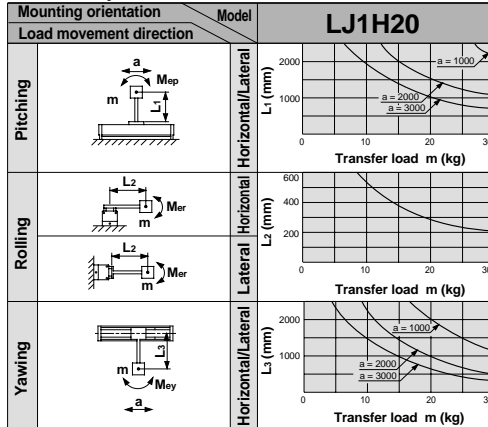 Mounting orientation
Model
Load movement direction
LJ1H20
Pitching
a
Mep
m
L1
Horizontal/Lateral
L1 (mm)
2000
1000
a = 1000
a = 2000
a = 3000
0 10 20 30
Transfer load m (kg)
Rolling
L2
Mer
m
Horizontal
L2
Mer
m
Lateral
L2 (mm)
600
400
200
0 10 20 30
Transfer load m (kg)
Yawing
L3
m
Mey
a
Horizontal/Lateral
L3 (mm)
2000
1000
a = 1000
a = 2000
a = 3000
0 10 20 30
Transfer load m (kg)